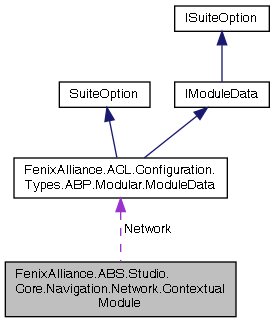 ISuiteOption
SuiteOption
IModuleData
FenixAlliance.ACL.Configuration.
Types.ABP.Modular.ModuleData
Network
FenixAlliance.ABS.Studio.
Core.Navigation.Network.Contextual
Module